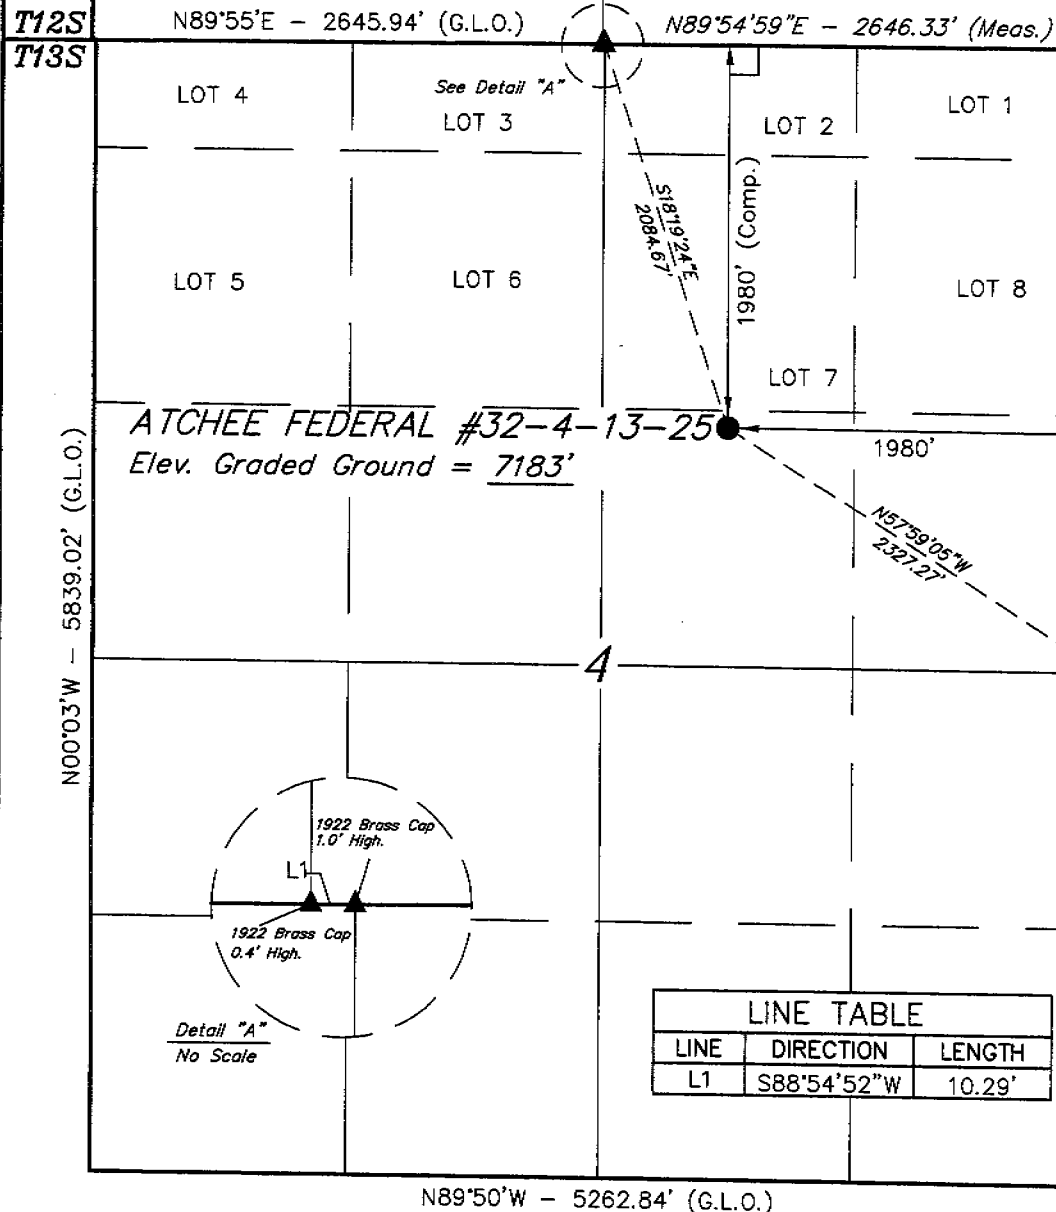 T12S
N89°55'E - 2645.94' (G.L.O.)
N89°54'59"E - 2646.33' (Meas.)
T13S
See Detail "A"
LOT 4
LOT 3
LOT 2
LOT 1
S18°19'24"E
2084.67'
1980' (Comp.)
LOT 5
LOT 6
LOT 8
LOT 7
ATCHEE FEDERAL #32-4-13-25
Elev. Graded Ground = 7183'
1980'
N57°59'05"W
2327.27'
N00°03'W - 5839.02' (G.L.O.)
4
1922 Brass Cap
1.0' High.
L1
1922 Brass Cap
0.4' High.
Detail "A"
No Scale
LINE TABLE
LINE DIRECTION LENGTH
L1 S88°54'52"W 10.29'
N89°50'W - 5262.84' (G.L.O.)